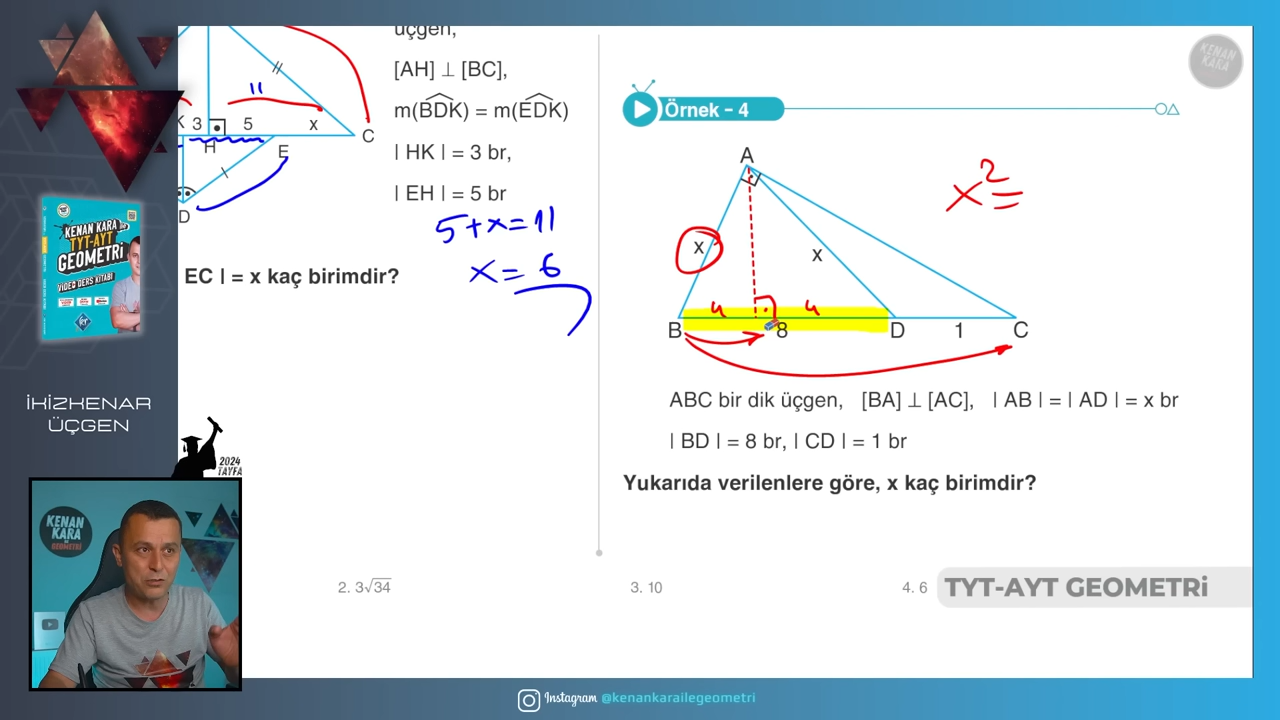 üçgen,
[AH] ⊥ [BC],
m(BDK) = m(EDK)
| HK | = 3 br,
| EH | = 5 br
11
K 3 5 x C
H E
D
5+x=11
x=6
EC | = x kaç birimdir?
Örnek – 4
A
x²=
x x
4 4
B 8 D 1 C
ABC bir dik üçgen, [BA] ⊥ [AC], | AB | = | AD | = x br
| BD | = 8 br, | CD | = 1 br
Yukarıda verilenlere göre, x kaç birimdir?
2. 3√34 3. 10 4. 6
TYT-AYT GEOMETRİ
KENAN KARA
KENAN KARA
TYT-AYT
GEOMETRİ
VİDEO DERS KİTABI
İKİZKENAR
ÜÇGEN
2024
TAYFA
KENAN
KARA
İLE
GEOMETRİ
Instagram @kenankarailegeometri